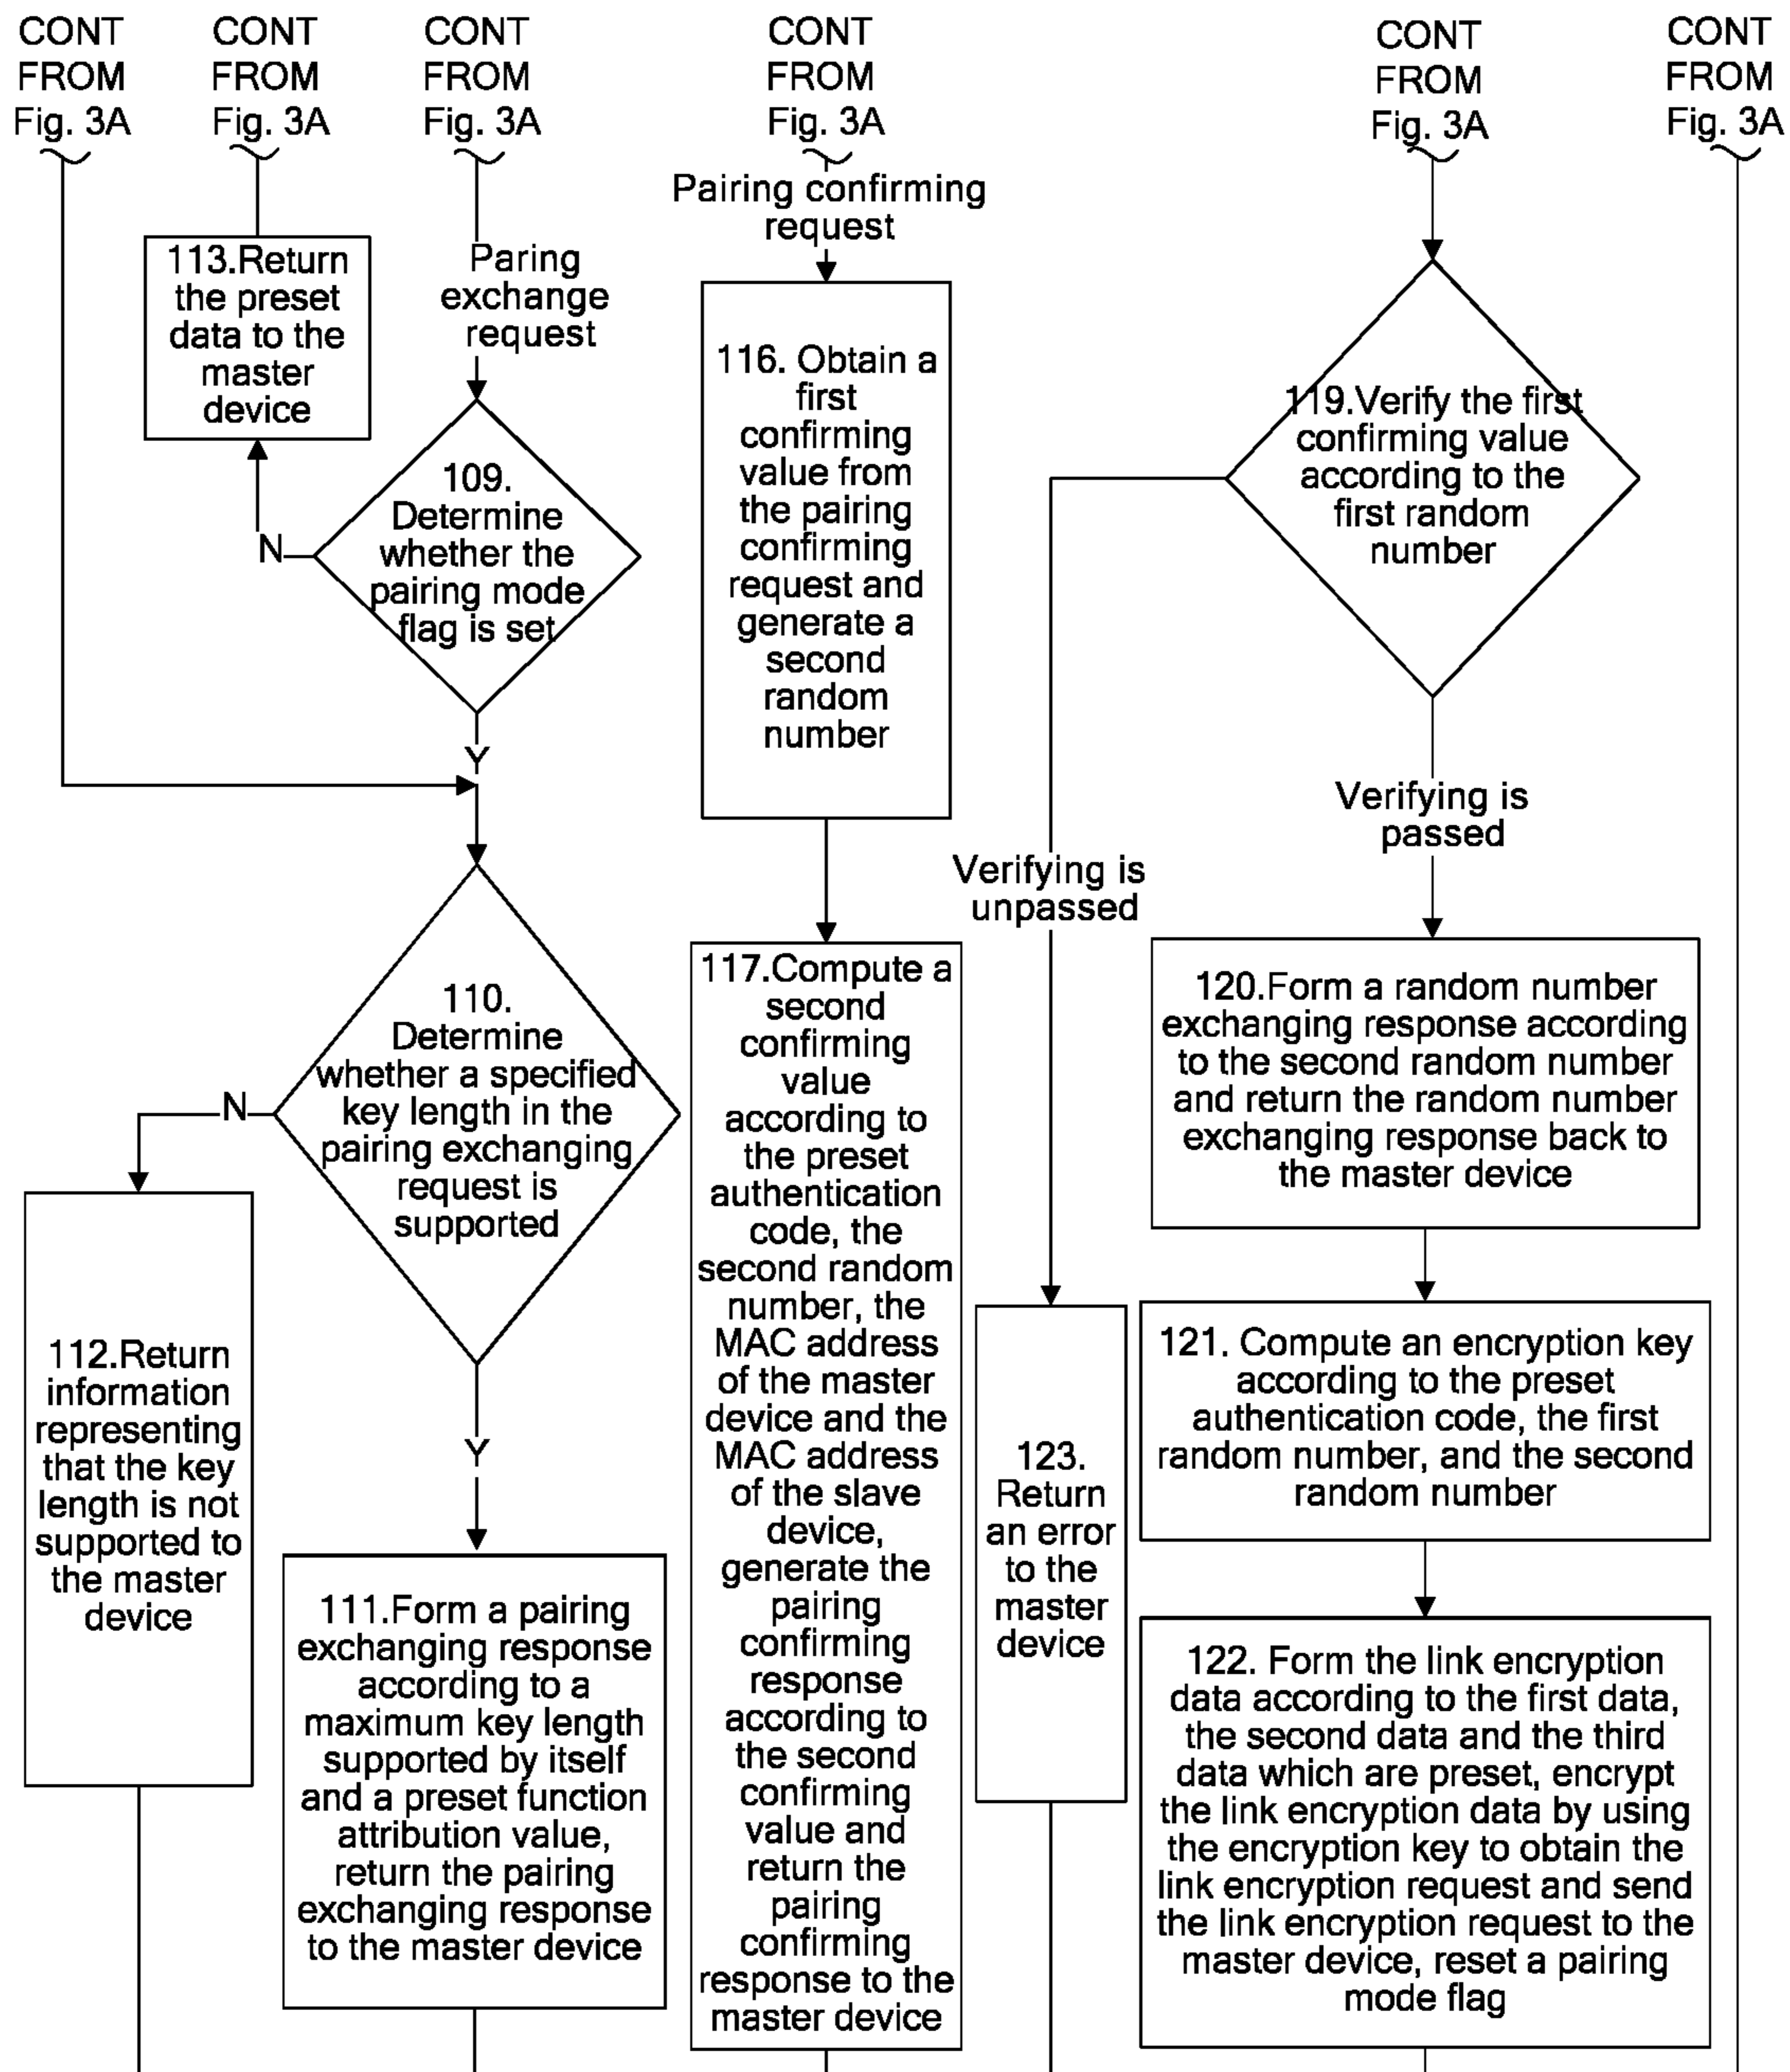 CONT
FROM
Fig. 3A
CONT
FROM
Fig. 3A
CONT
FROM
Fig. 3A
CONT
FROM
Fig. 3A
CONT
FROM
Fig. 3A
CONT
FROM
Fig. 3A
113.Return
the preset
data to the
master
device
Paring
exchange
request
109.
Determine
whether the
pairing mode
flag is set
N
Y
110.
Determine
whether a specified
key length in the
pairing exchanging
request is
supported
N
Y
112.Return
information
representing
that the key
length is not
supported to
the master
device
111.Form a pairing
exchanging response
according to a
maximum key length
supported by itself
and a preset function
attribution value,
return the pairing
exchanging response
to the master device
Pairing confirming
request
116. Obtain a
first
confirming
value from
the pairing
confirming
request and
generate a
second
random
number
117.Compute a
second
confirming
value
according to
the preset
authentication
code, the
second random
number, the
MAC address
of the master
device and the
MAC address
of the slave
device,
generate the
pairing
confirming
response
according to
the second
confirming
value and
return the
pairing
confirming
response to the
master device
119.Verify the first
confirming value
according to the
first random
number
Verifying is
unpassed
Verifying is
passed
123.
Return
an error
to the
master
device
120.Form a random number
exchanging response according
to the second random number
and return the random number
exchanging response back to
the master device
121. Compute an encryption key
according to the preset
authentication code, the first
random number, and the second
random number
122. Form the link encryption
data according to the first data,
the second data and the third
data which are preset, encrypt
the link encryption data by using
the encryption key to obtain the
link encryption request and send
the link encryption request to the
master device, reset a pairing
mode flag